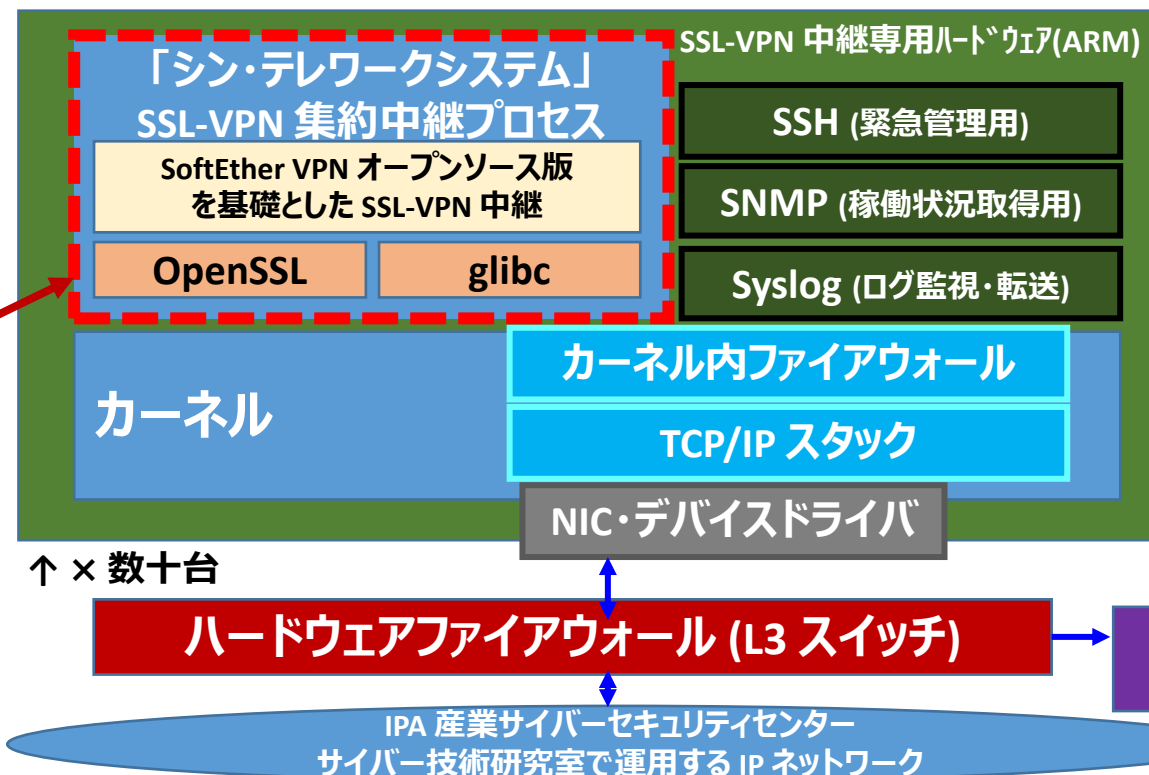 SSL-VPN 中継専用ﾊｰﾄﾞｳｪｱ(ARM)
「シン・テレワークシステム」
SSL-VPN 集約中継プロセス
SoftEther VPN オープンソース版
を基礎とした SSL-VPN 中継
OpenSSL
glibc
SSH (緊急管理用)
SNMP (稼働状況取得用)
Syslog (ログ監視・転送)
カーネル
カーネル内ファイアウォール
TCP/IP スタック
NIC・デバイスドライバ
↑ × 数十台
ハードウェアファイアウォール (L3 スイッチ)
IPA 産業サイバーセキュリティセンター
サイバー技術研究室で運用する IP ネットワーク